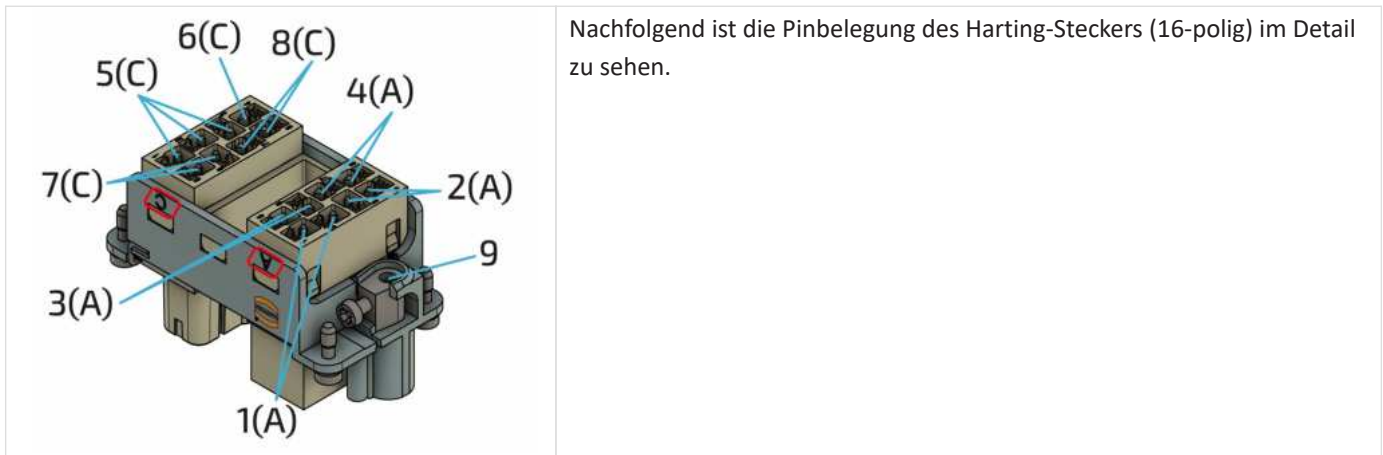 6(C)
8(C)
5(C)
4(A)
7(C)
2(A)
C
A
9
3(A)
1(A)
Nachfolgend ist die Pinbelegung des Harting-Steckers (16-polig) im Detail
zu sehen.